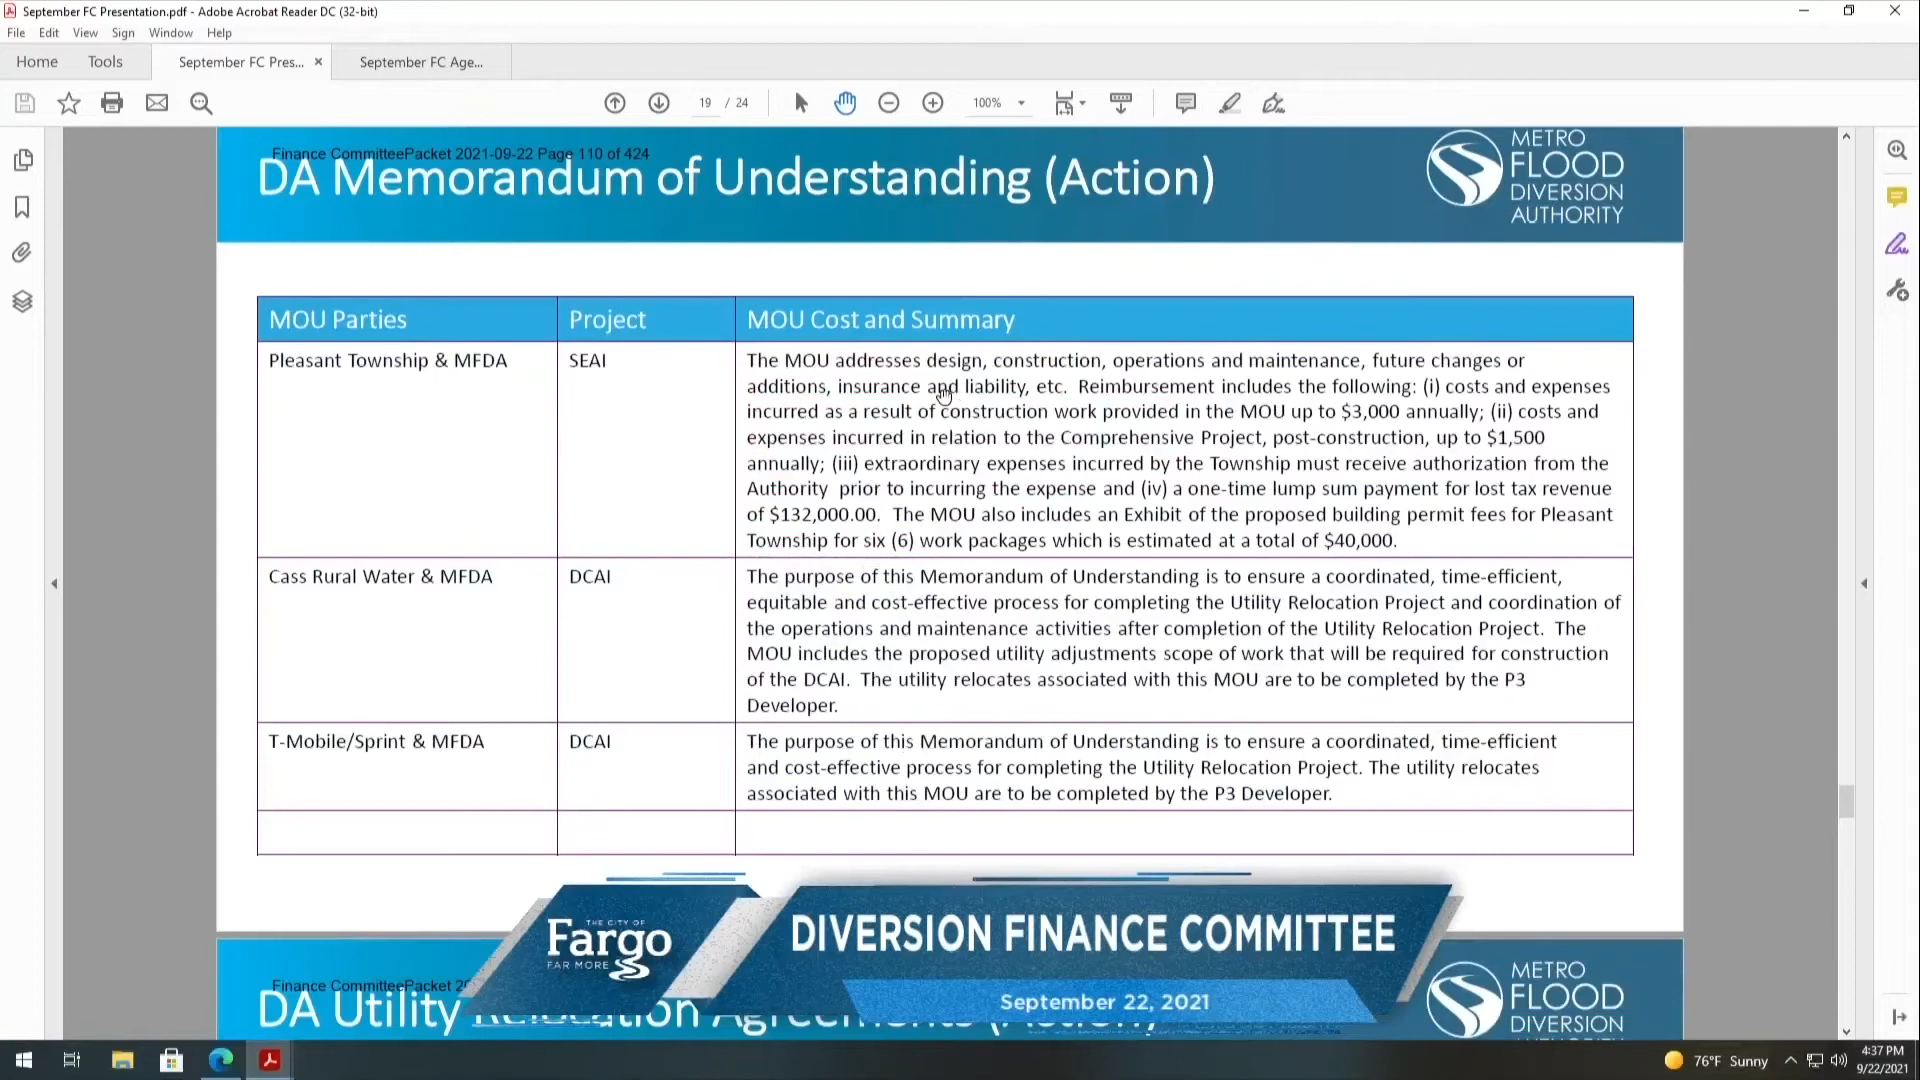 September FC Presentation.pdf - Adobe Acrobat Reader DC (32-bit)
File Edit View Sign Window Help
Home Tools September FC Pres... × September FC Age...
19 / 24 100%
Finance CommitteePacket 2021-09-22 Page 110 of 424
DA Memorandum of Understanding (Action)
METRO
FLOOD
DIVERSION
AUTHORITY
MOU Parties Project MOU Cost and Summary
Pleasant Township & MFDA SEAI The MOU addresses design, construction, operations and maintenance, future changes or
additions, insurance and liability, etc. Reimbursement includes the following: (i) costs and expenses
incurred as a result of construction work provided in the MOU up to $3,000 annually; (ii) costs and
expenses incurred in relation to the Comprehensive Project, post-construction, up to $1,500
annually; (iii) extraordinary expenses incurred by the Township must receive authorization from the
Authority prior to incurring the expense and (iv) a one-time lump sum payment for lost tax revenue
of $132,000.00. The MOU also includes an Exhibit of the proposed building permit fees for Pleasant
Township for six (6) work packages which is estimated at a total of $40,000.
Cass Rural Water & MFDA DCAI The purpose of this Memorandum of Understanding is to ensure a coordinated, time-efficient,
equitable and cost-effective process for completing the Utility Relocation Project and coordination of
the operations and maintenance activities after completion of the Utility Relocation Project. The
MOU includes the proposed utility adjustments scope of work that will be required for construction
of the DCAI. The utility relocates associated with this MOU are to be completed by the P3
Developer.
T-Mobile/Sprint & MFDA DCAI The purpose of this Memorandum of Understanding is to ensure a coordinated, time-efficient
and cost-effective process for completing the Utility Relocation Project. The utility relocates
associated with this MOU are to be completed by the P3 Developer.
THE CITY OF
Fargo
FAR MORE
DIVERSION FINANCE COMMITTEE
September 22, 2021
Finance CommitteePacket 2
DA Utility Relocation Agreements (Action)
METRO
FLOOD
DIVERSION
76°F Sunny
4:37 PM
9/22/2021